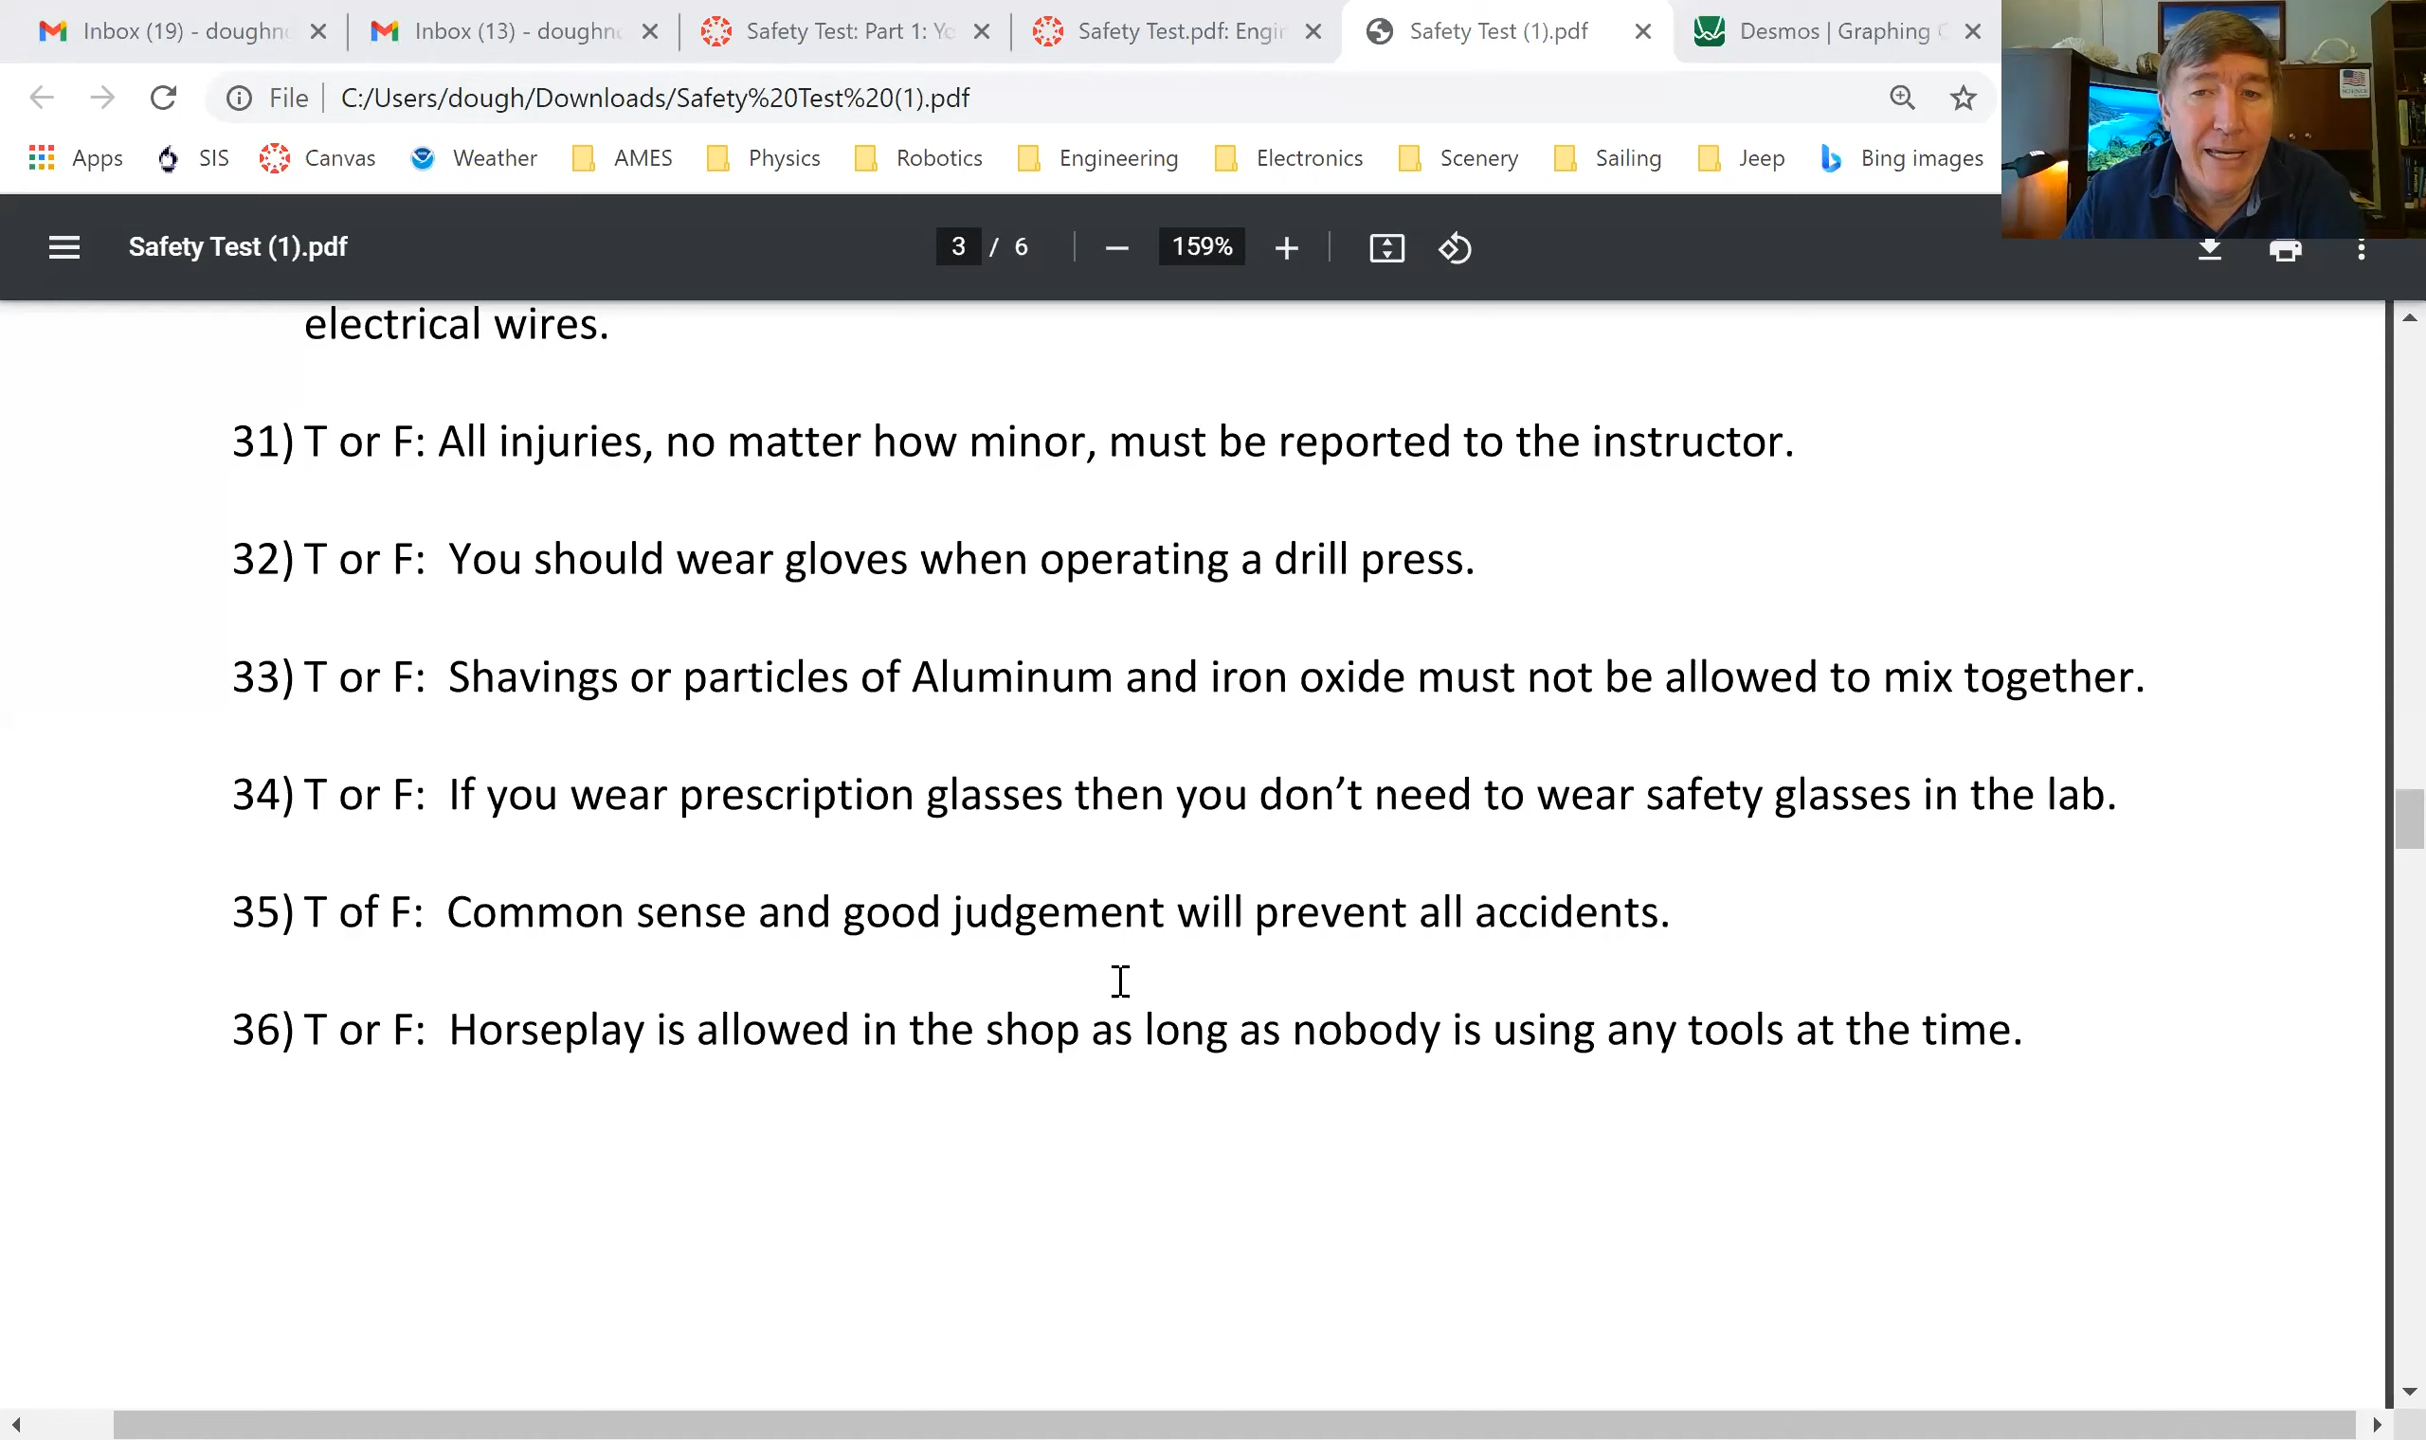 Inbox (19) - doughn
Inbox (13) - doughn
Safety Test: Part 1: Yo
Safety Test.pdf: Engin
Safety Test (1).pdf
Desmos | Graphing C
File
C:/Users/dough/Downloads/Safety%20Test%20(1).pdf
Apps
SIS
Canvas
Weather
AMES
Physics
Robotics
Engineering
Electronics
Scenery
Sailing
Jeep
Bing images
Safety Test (1).pdf
3 / 6
159%
electrical wires.
31) T or F: All injuries, no matter how minor, must be reported to the instructor.
32) T or F: You should wear gloves when operating a drill press.
33) T or F: Shavings or particles of Aluminum and iron oxide must not be allowed to mix together.
34) T or F: If you wear prescription glasses then you don’t need to wear safety glasses in the lab.
35) T of F: Common sense and good judgement will prevent all accidents.
36) T or F: Horseplay is allowed in the shop as long as nobody is using any tools at the time.